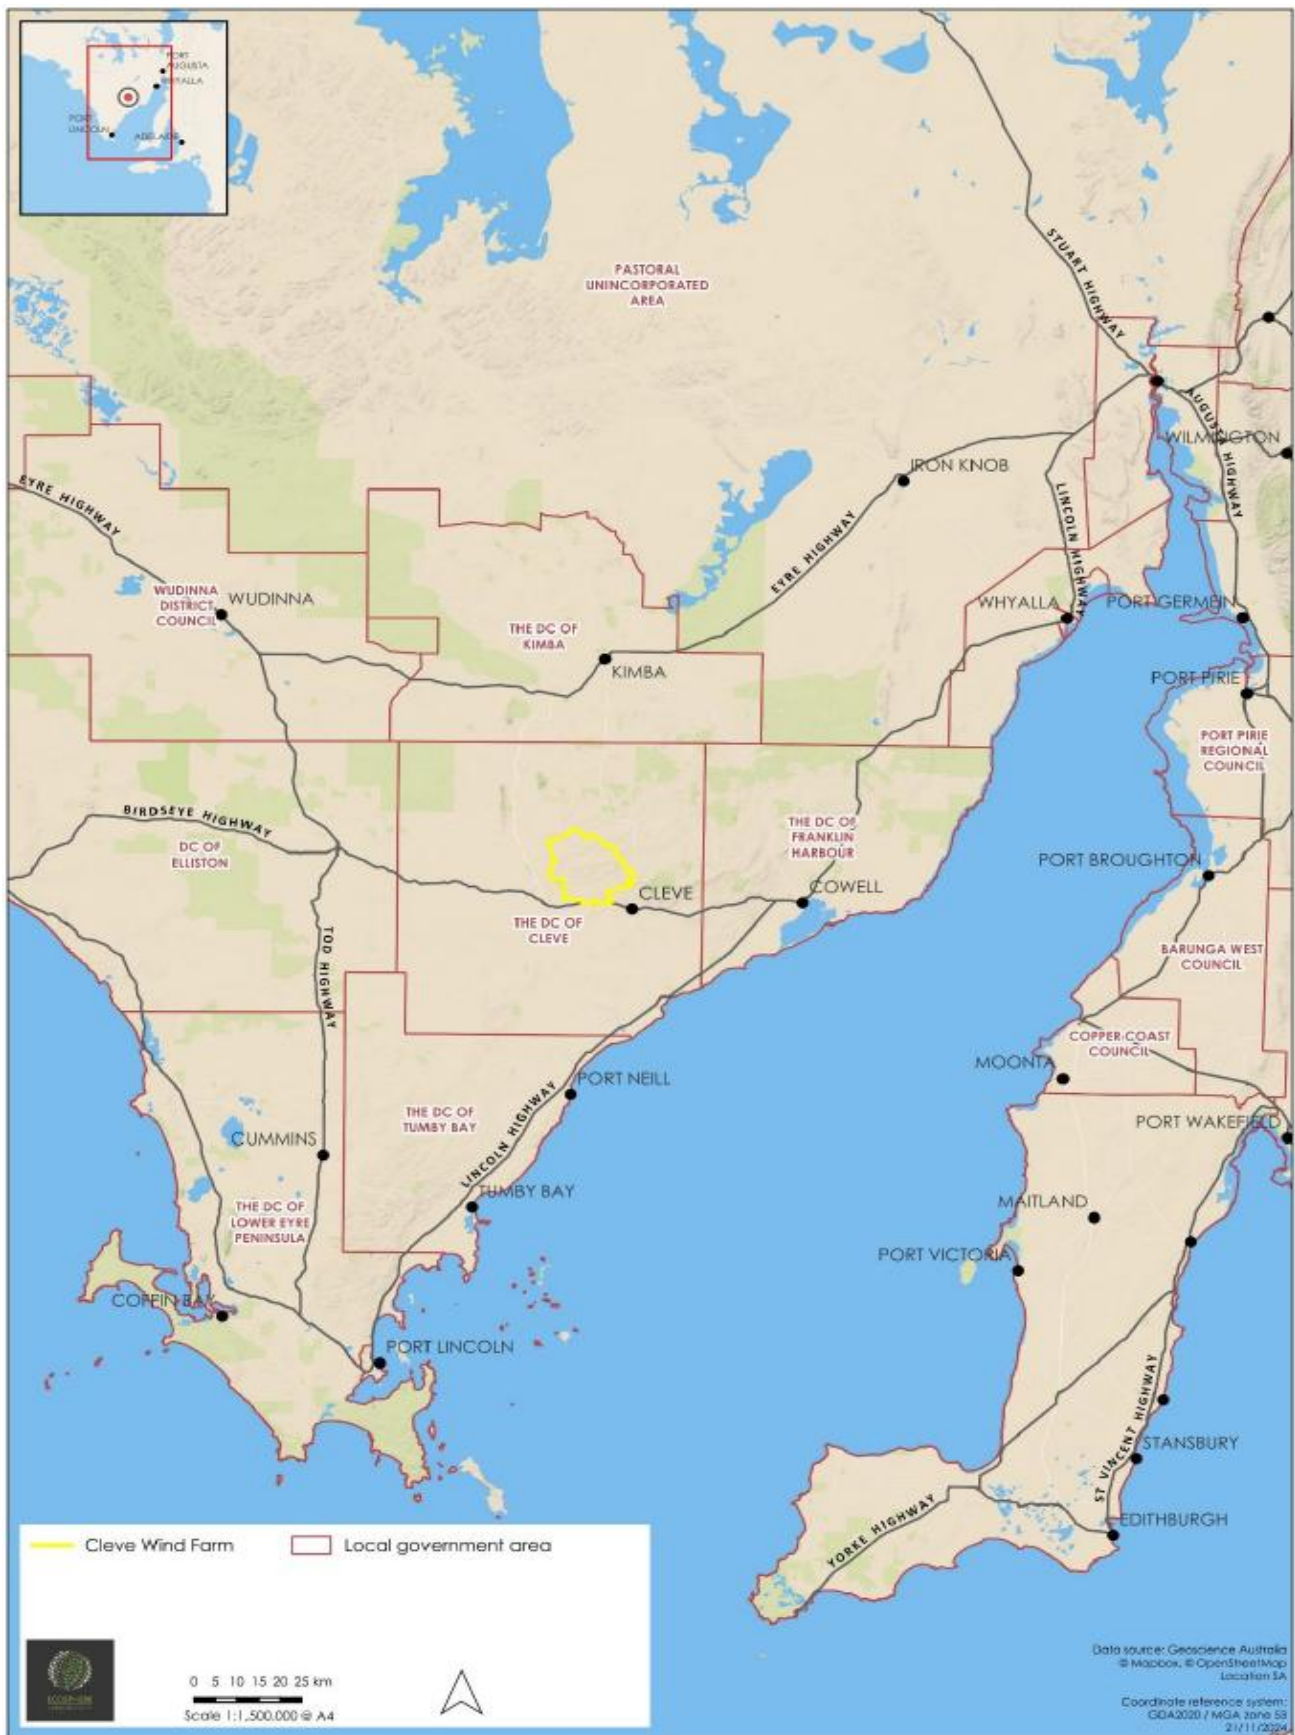 PORT
AUGUSTA
WHYALLA
PORT
LINCOLN
ADELAIDE
STUART HIGHWAY
PASTORAL
UNINCORPORATED
AREA
AUGUSTA HIGHWAY
WILMINGTON
IRON KNOB
EYRE HIGHWAY
LINCOLN HIGHWAY
EYRE HIGHWAY
WUDINNA
DISTRICT
COUNCIL
WUDINNA
WHYALLA
PORT GERMEIN
THE DC OF
KIMBA
KIMBA
PORT PIRIE
PORT PIRIE
REGIONAL
COUNCIL
BIRDSEYE HIGHWAY
DC OF
ELLISTON
THE DC OF
FRANKLIN
HARBOUR
PORT BROUGHTON
CLEVE
COWELL
THE DC OF
CLEVE
TOD HIGHWAY
BARUNGA WEST
COUNCIL
COPPER COAST
COUNCIL
MOONTA
PORT NEILL
LINCOLN HIGHWAY
THE DC OF
TUMBY BAY
PORT WAKEFIELD
CUMMINS
TUMBY BAY
MAITLAND
THE DC OF
LOWER EYRE
PENINSULA
PORT VICTORIA
COFFIN BAY
PORT LINCOLN
ST VINCENT HIGHWAY
STANSBURY
YORKE HIGHWAY
EDITHBURGH
Cleve Wind Farm
Local government area
0 5 10 15 20 25 km
Scale 1:1,500,000 @ A4
Data source: Geoscience Australia
© Mapbox, © OpenStreetMap
Location SA
Coordinate reference system:
GDA2020 / MGA zone 53
21/11/2024